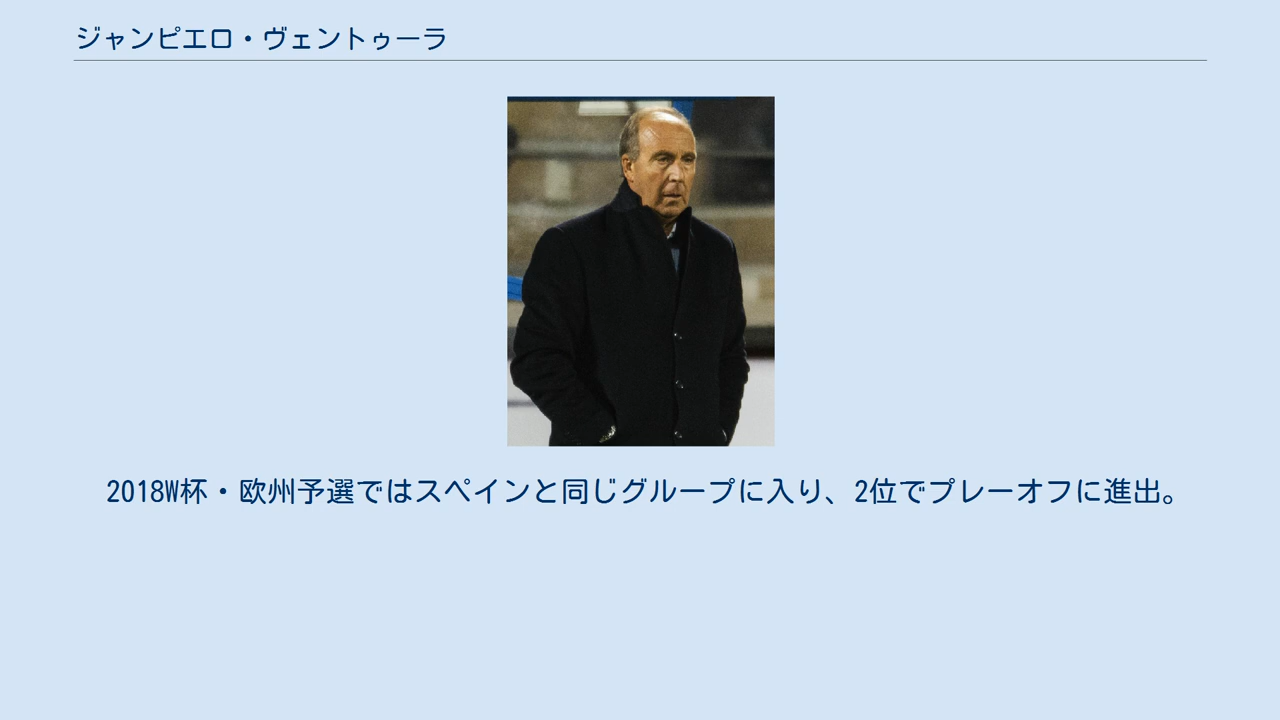 ジャンピエロ・ヴェントゥーラ
2018W杯・欧州予選ではスペインと同じグループに入り、2位でプレーオフに進出。